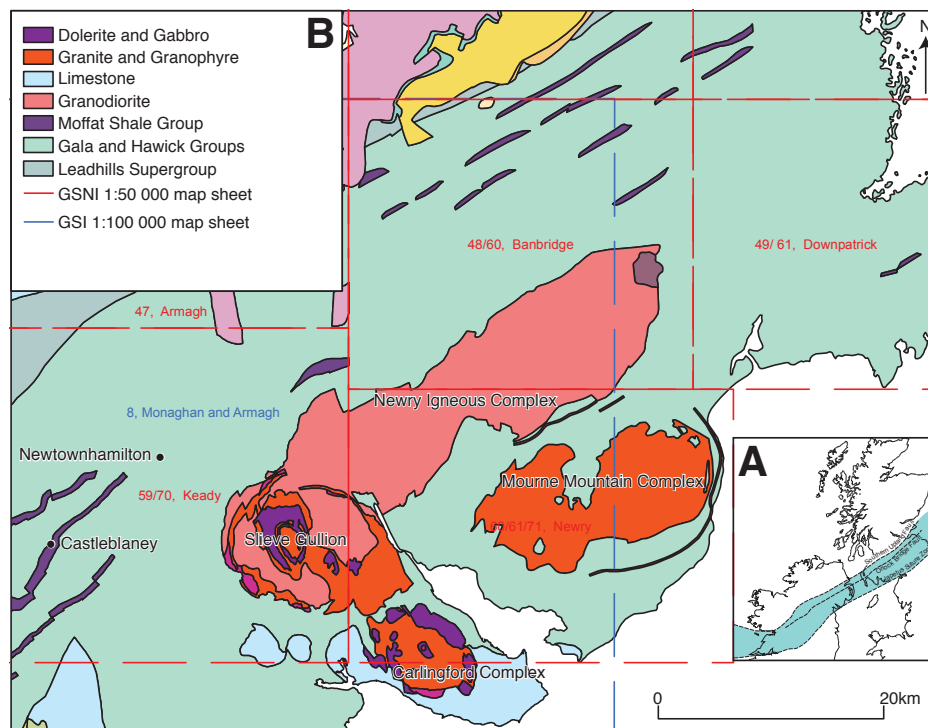 B
Dolerite and Gabbro
Granite and Granophyre
Limestone
Granodiorite
Moffat Shale Group
Gala and Hawick Groups
Leadhills Supergroup
GSNI 1:50 000 map sheet
GSI 1:100 000 map sheet
N
48/60, Banbridge
49/ 61, Downpatrick
47, Armagh
Newry Igneous Complex
8, Monaghan and Armagh
Newtownhamilton
59/70, Keady
Mourne Mountain Complex
/61/71, Newry
Slieve Gullion
Castleblaney
Carlingford Complex
A
0
20km